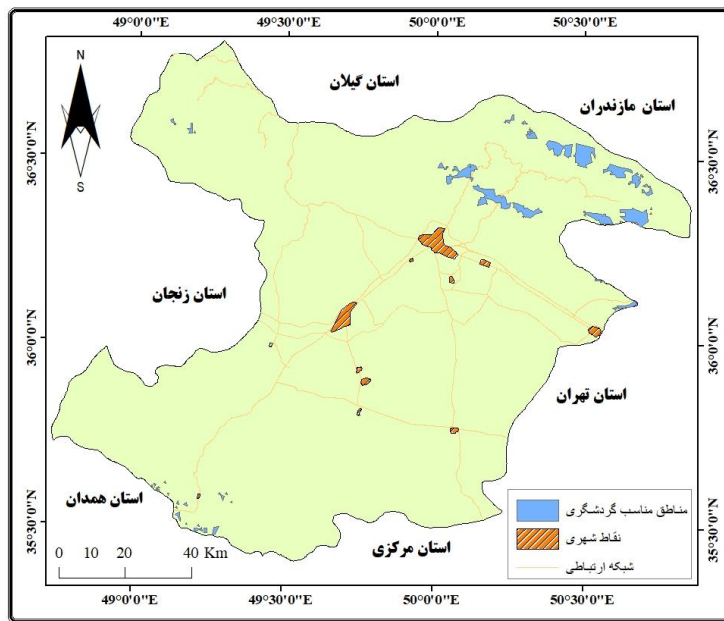 49°0'0"E 49°30'0"E 50°0'0"E 50°30'0"E
N
S
استان گیلان
استان مازندران
36°30'0"N 36°30'0"N
استان زنجان
36°0'0"N 36°0'0"N
استان تهران
استان همدان
استان مرکزی
35°30'0"N 35°30'0"N
مناطق مناسب گردشگری
نقاط شهری
شبکه ارتباطی
0 10 20 40 Km
49°0'0"E 49°30'0"E 50°0'0"E 50°30'0"E